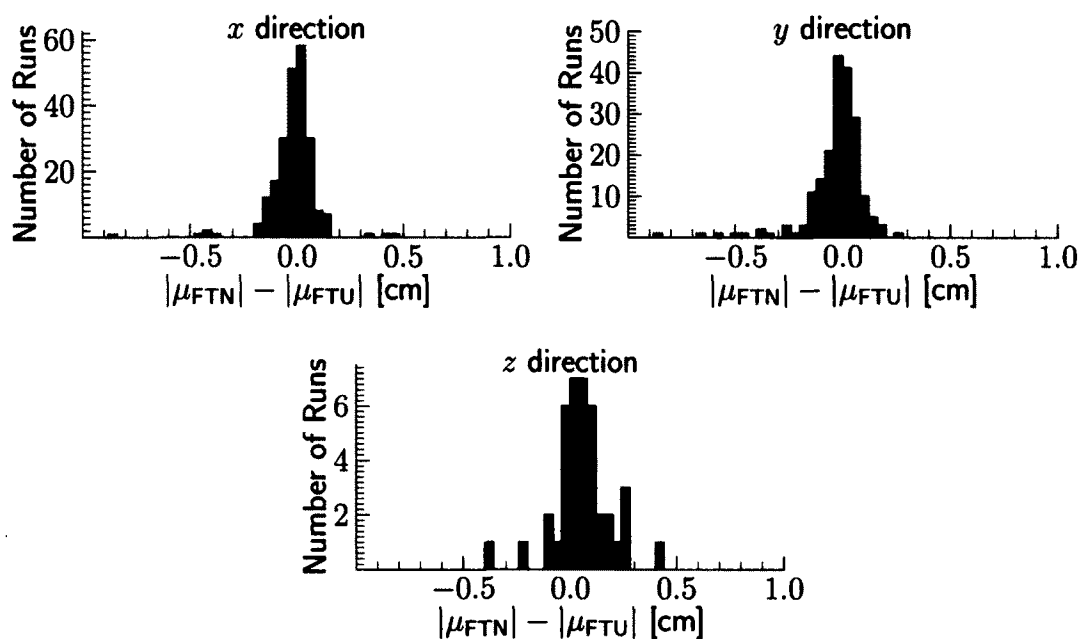 x direction
Number of Runs
60
40
20
−0.5 0.0 0.5 1.0
|μFTN| − |μFTU| [cm]
y direction
Number of Runs
50
40
30
20
10
−0.5 0.0 0.5 1.0
|μFTN| − |μFTU| [cm]
z direction
Number of Runs
6
4
2
−0.5 0.0 0.5 1.0
|μFTN| − |μFTU| [cm]